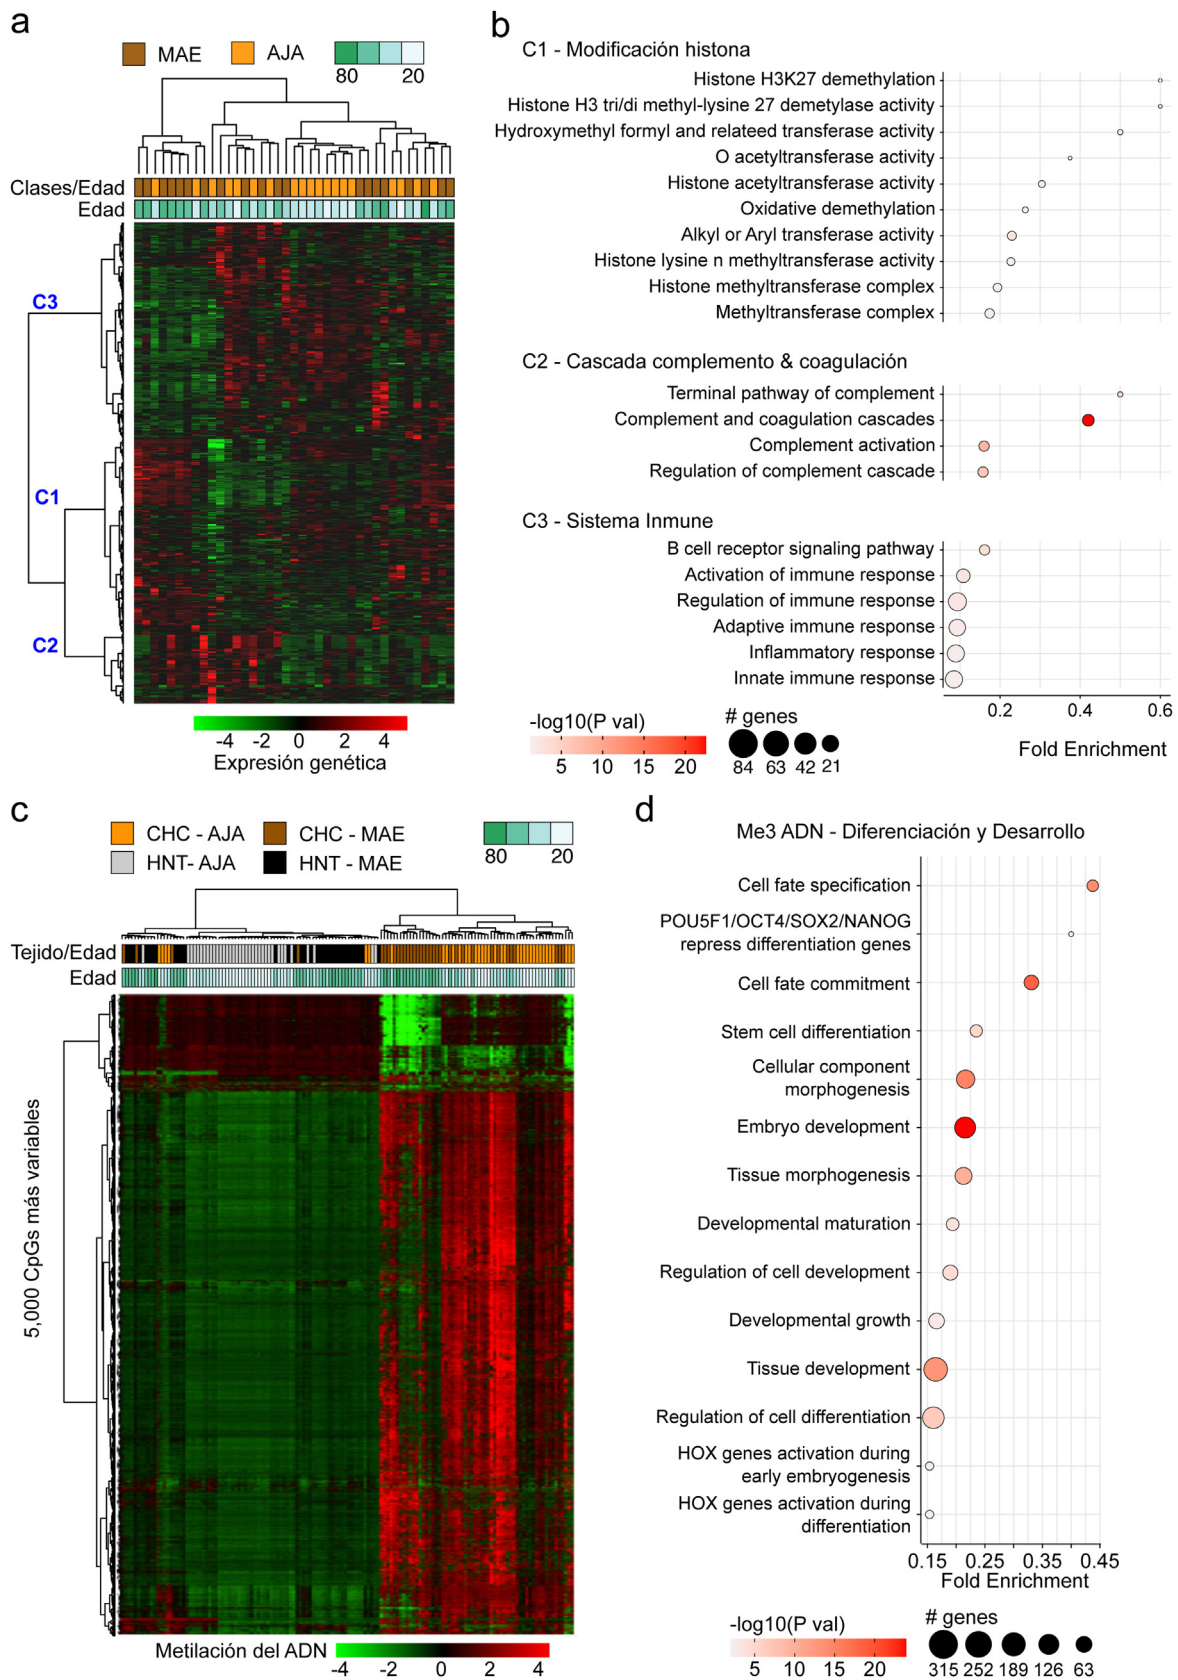 a
MAE
AJA
80
20
Clases/Edad
Edad
C3
C1
C2
-4 -2 0 2 4
Expresión genética
b
C1 - Modificación histona
Histone H3K27 demethylation
Histone H3 tri/di methyl-lysine 27 demetylase activity
Hydroxymethyl formyl and relateed transferase activity
O acetyltransferase activity
Histone acetyltransferase activity
Oxidative demethylation
Alkyl or Aryl transferase activity
Histone lysine n methyltransferase activity
Histone methyltransferase complex
Methyltransferase complex
C2 - Cascada complemento & coagulación
Terminal pathway of complement
Complement and coagulation cascades
Complement activation
Regulation of complement cascade
C3 - Sistema Inmune
B cell receptor signaling pathway
Activation of immune response
Regulation of immune response
Adaptive immune response
Inflammatory response
Innate immune response
0.2 0.4 0.6
Fold Enrichment
-log10(P val)
5 10 15 20
# genes
84 63 42 21
c
CHC - AJA
CHC - MAE
HNT- AJA
HNT - MAE
80
20
Tejido/Edad
Edad
5,000 CpGs más variables
Metilación del ADN
-4 -2 0 2 4
d
Me3 ADN - Diferenciación y Desarrollo
Cell fate specification
POU5F1/OCT4/SOX2/NANOG
repress differentiation genes
Cell fate commitment
Stem cell differentiation
Cellular component
morphogenesis
Embryo development
Tissue morphogenesis
Developmental maturation
Regulation of cell development
Developmental growth
Tissue development
Regulation of cell differentiation
HOX genes activation during
early embryogenesis
HOX genes activation during
differentiation
0.15 0.25 0.35 0.45
Fold Enrichment
-log10(P val)
5 10 15 20
# genes
315 252 189 126 63